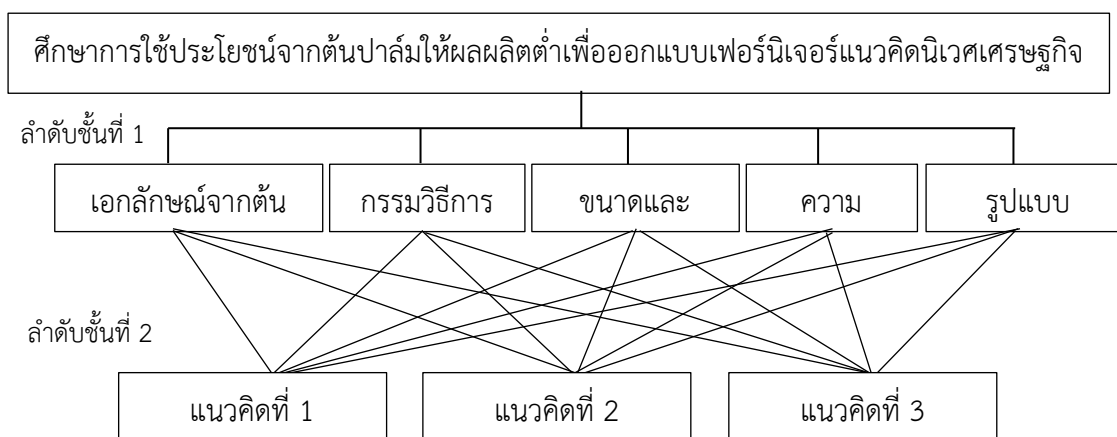 ศึกษาการใช้ประโยชน์จากต้นปาล์มให้ผลผลิตต่ำเพื่อออกแบบเฟอร์นิเจอร์แนวคิดนิเวศเศรษฐกิจ
ลำดับชั้นที่ 1
เอกลักษณ์จากต้น
กรรมวิธีการ
ขนาดและ
ความ
รูปแบบ
ลำดับชั้นที่ 2
แนวคิดที่ 1
แนวคิดที่ 2
แนวคิดที่ 3